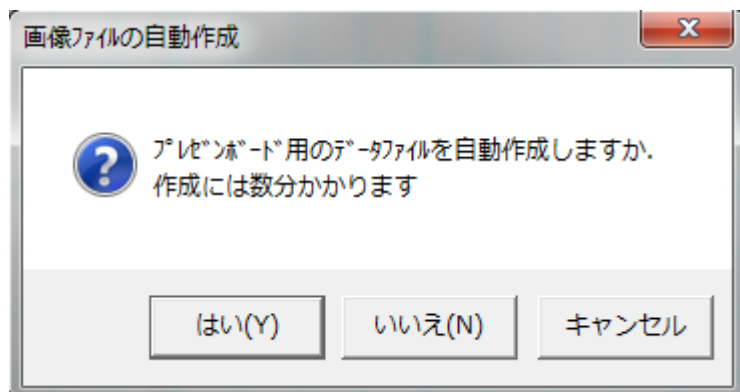 画像ﾌｧｲﾙの自動作成
ﾌﾟﾚｾﾞﾝﾎﾞｰﾄﾞ用のﾃﾞｰﾀﾌｧｲﾙを自動作成しますか.
作成には数分かかります
はい(Y)
いいえ(N)
キャンセル